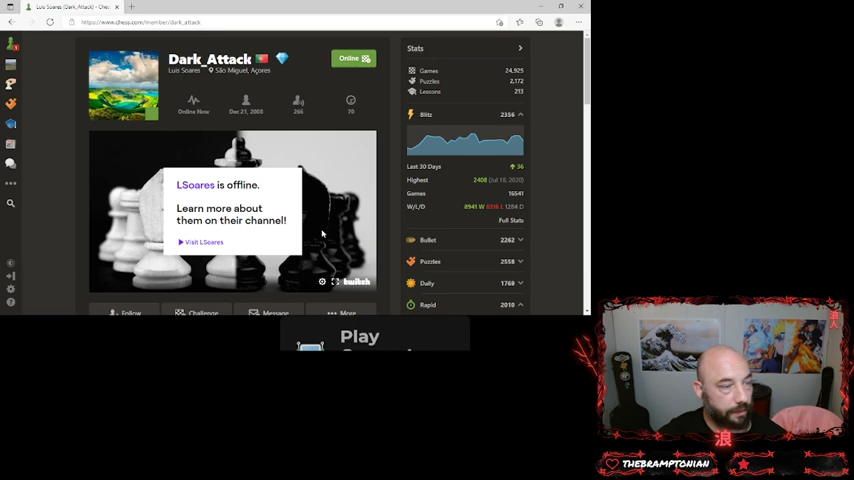 Luis Soares (Dark_Attack) - Ches
https://www.chess.com/member/dark_attack
Dark_Attack
Luis Soares
São Miguel, Açores
Online
Online Now
Dec 21, 2008
266
70
LSoares is offline.
Learn more about
them on their channel!
Visit LSoares
twitch
Follow
Challenge
Message
More
Stats
Games 24,925
Puzzles 2,172
Lessons 213
Blitz 2356
Last 30 Days 36
Highest 2408 (Jul 18, 2020)
Games 16541
W/L/D 8941 W 6316 L 1284 D
Full Stats
Bullet 2262
Puzzles 2558
Daily 1769
Rapid 2010
Play
浪人
浪
THEBRAMPTONIAN